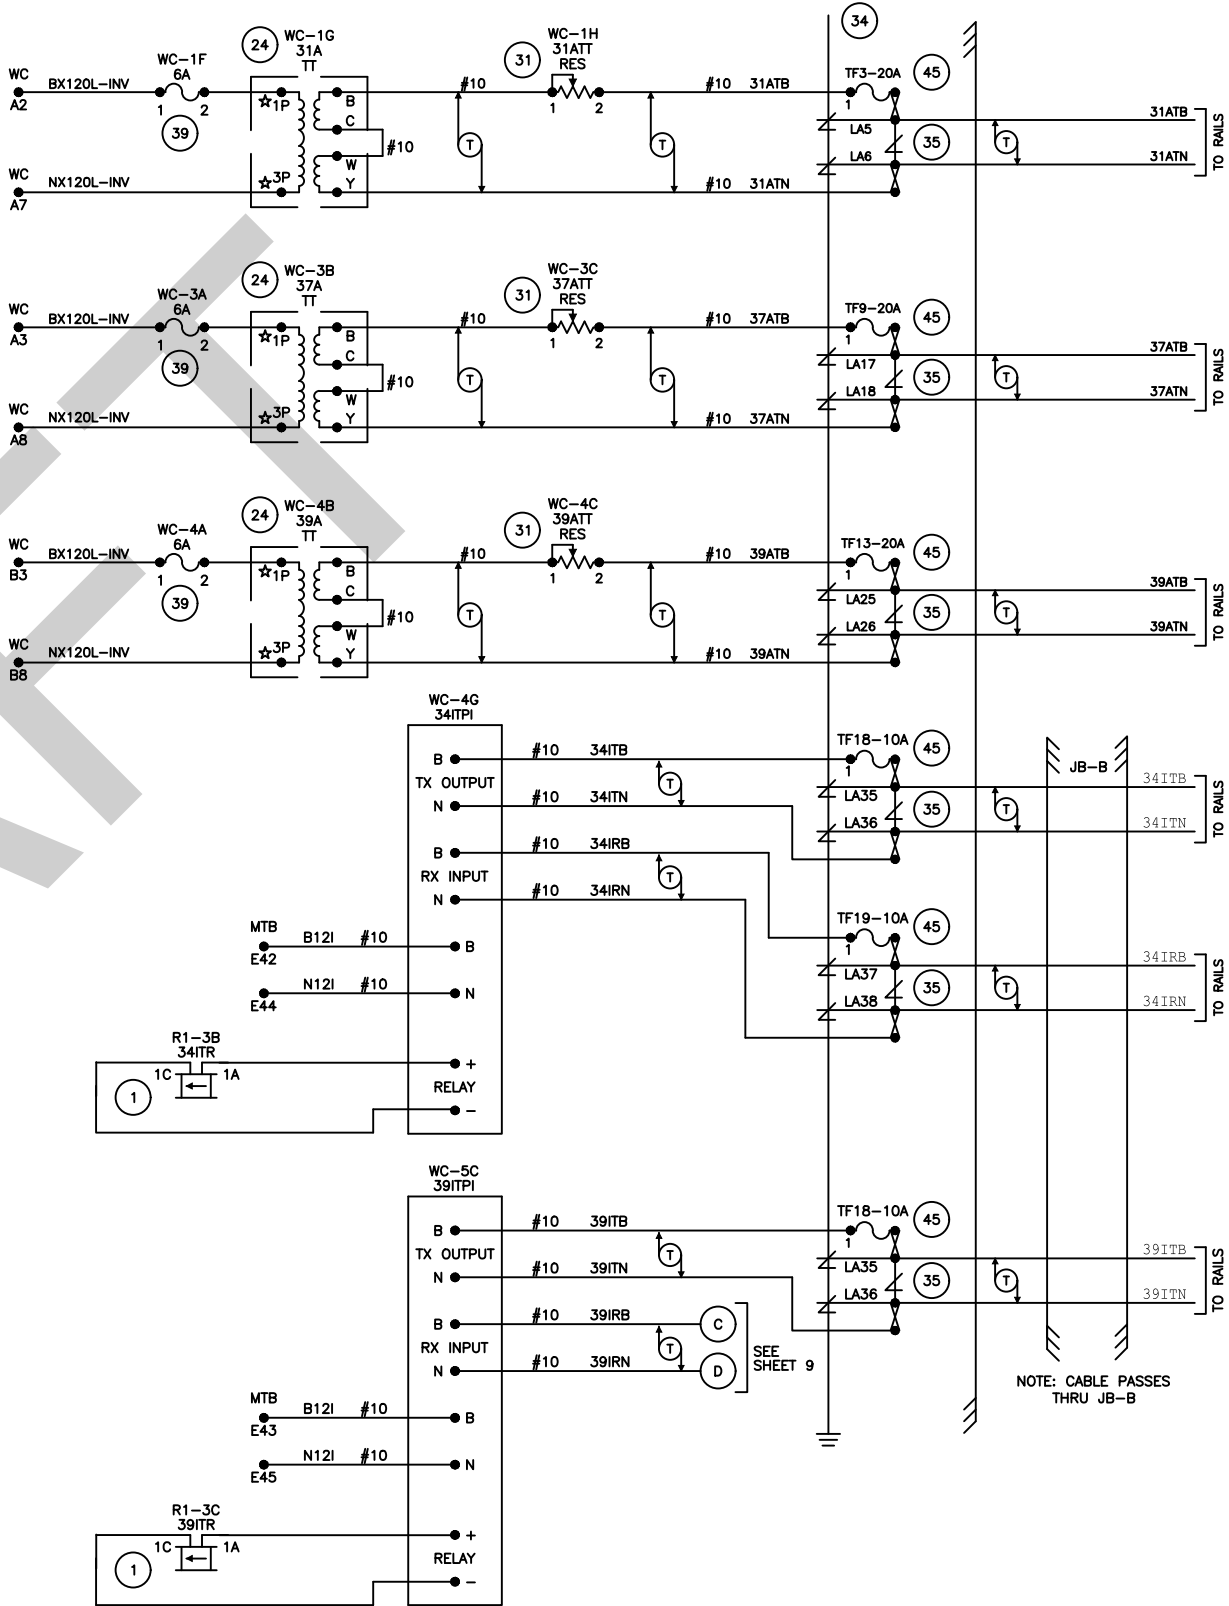 WC-1G
31A
TT
24
WC-1F
6A
WC
A2
BX120L-INV
1 2
39
☆1P
B
C
#10
W
Y
☆3P
WC
A7
NX120L-INV
#10
T
31
WC-1H
31ATT
RES
1 2
T
#10 31ATB
#10 31ATN
34
TF3-20A
45
1
LA5
35
LA6
T
31ATB
31ATN
TO RAILS
WC-3B
37A
TT
24
WC-3A
6A
WC
A3
BX120L-INV
1 2
39
☆1P
B
C
#10
W
Y
☆3P
WC
A8
NX120L-INV
#10
T
31
WC-3C
37ATT
RES
1 2
T
#10 37ATB
#10 37ATN
TF9-20A
45
1
LA17
35
LA18
T
37ATB
37ATN
TO RAILS
WC-4B
39A
TT
24
WC-4A
6A
WC
B3
BX120L-INV
1 2
39
☆1P
B
C
#10
W
Y
☆3P
WC
B8
NX120L-INV
#10
T
31
WC-4C
39ATT
RES
1 2
T
#10 39ATB
#10 39ATN
TF13-20A
45
1
LA25
35
LA26
T
39ATB
39ATN
TO RAILS
WC-4G
34ITPI
B
TX OUTPUT
N
B
RX INPUT
N
B
N
+
RELAY
-
#10 34ITB
T
#10 34ITN
#10 34IRB
T
#10 34IRN
MTB
E42
B12I #10
E44
N12I #10
R1-3B
34ITR
1C 1A
1
TF18-10A
45
1
LA35
35
LA36
T
JB-B
34ITB
34ITN
TO RAILS
TF19-10A
45
1
LA37
35
LA38
T
34IRB
34IRN
TO RAILS
WC-5C
39ITPI
B
TX OUTPUT
N
B
RX INPUT
N
B
N
+
RELAY
-
#10 39ITB
T
#10 39ITN
#10 39IRB
T
#10 39IRN
C
D
SEE
SHEET 9
MTB
E43
B12I #10
E45
N12I #10
R1-3C
39ITR
1C 1A
1
TF18-10A
45
1
LA35
35
LA36
T
39ITB
39ITN
TO RAILS
NOTE: CABLE PASSES
THRU JB-B